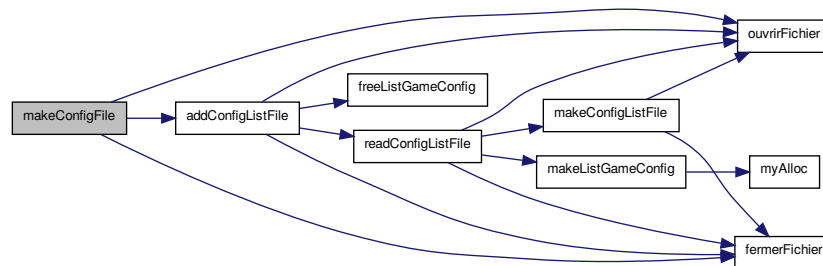 ouvrirFichier
freeListGameConfig
makeConfigFile
addConfigListFile
makeConfigListFile
readConfigListFile
makeListGameConfig
myAlloc
fermerFichier